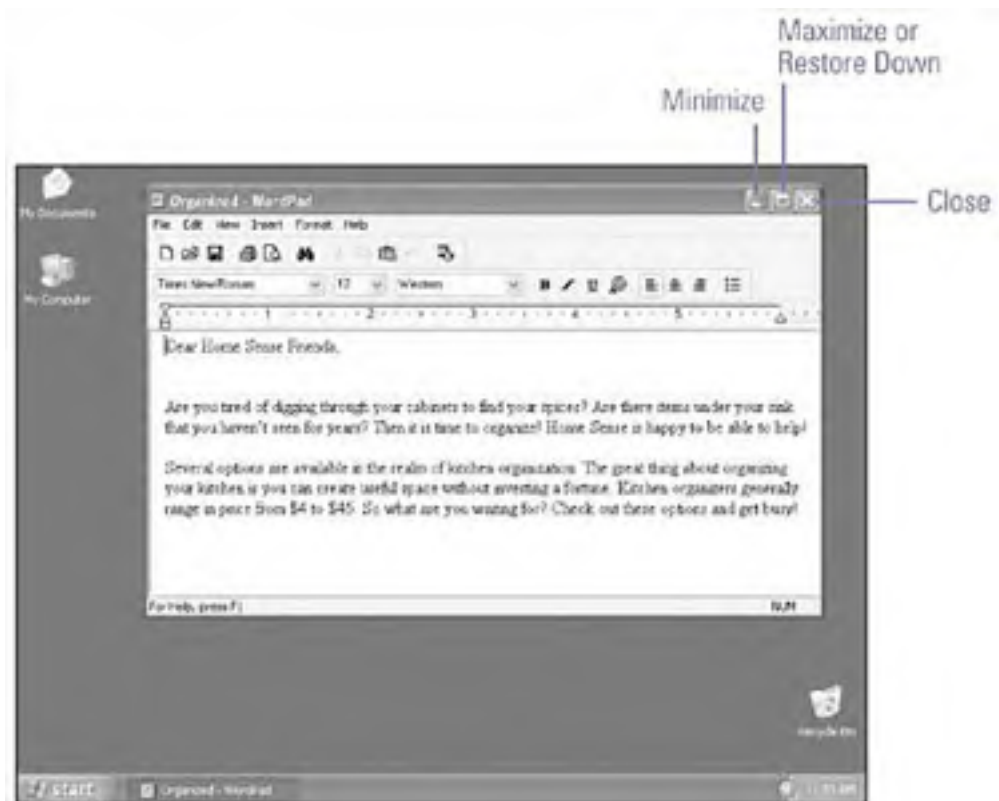 Maximize or
Restore Down
Minimize
Close
My Documents
My Computer
Organized - WordPad
File Edit View Insert Format Help
Times New Roman 12 Western
1 2 3 4 5
Dear Home Sense Friends,
Are you tired of digging through your cabinets to find your spices? Are there items under your sink
that you haven't seen for years? Then it is time to organize! Home Sense is happy to be able to help!
Several options are available in the realm of kitchen organization. The great thing about organizing
your kitchen is you can create useful space without investing a fortune. Kitchen organizers generally
range in price from $4 to $45. So what are you waiting for? Check out these options and get busy!
For Help, press F1
NUM
Recycle Bin
start
Organized - WordPad